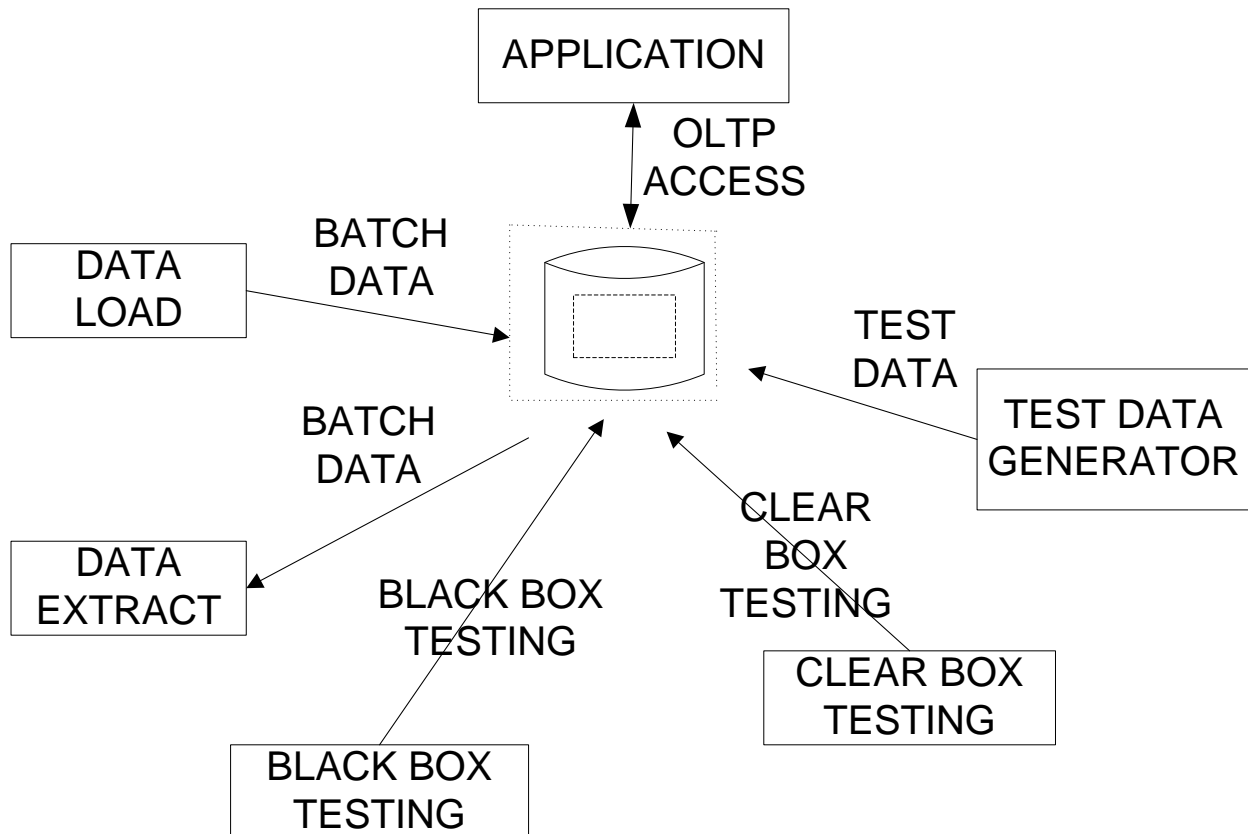 APPLICATION
OLTP
ACCESS
BATCH
DATA
DATA
LOAD
TEST
DATA
BATCH
DATA
TEST DATA
GENERATOR
CLEAR
BOX
TESTING
DATA
EXTRACT
BLACK BOX
TESTING
CLEAR BOX
TESTING
BLACK BOX
TESTING